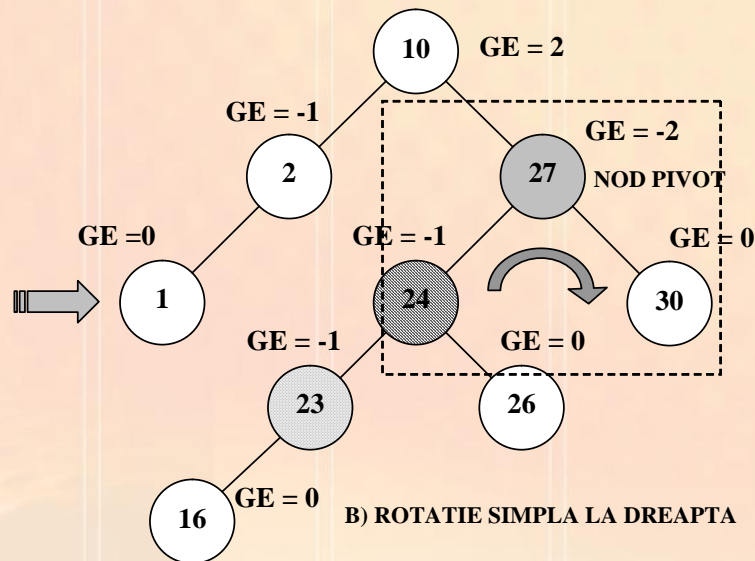 10
GE = 2
GE = -1
GE = -2
2
27
NOD PIVOT
GE =0
GE = -1
GE = 0
1
24
30
GE = -1
GE = 0
23
26
GE = 0
16
B) ROTATIE SIMPLA LA DREAPTA